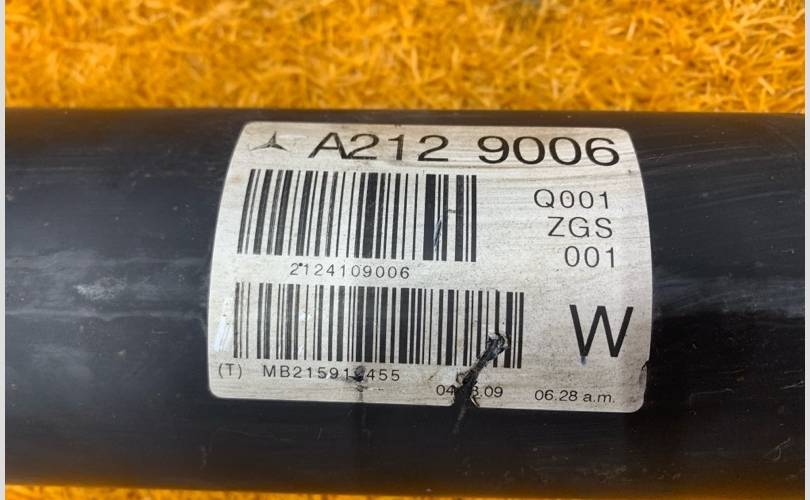 A212 9006
Q001
ZGS
001
2124109006
W
(T)
06.28 a.m.